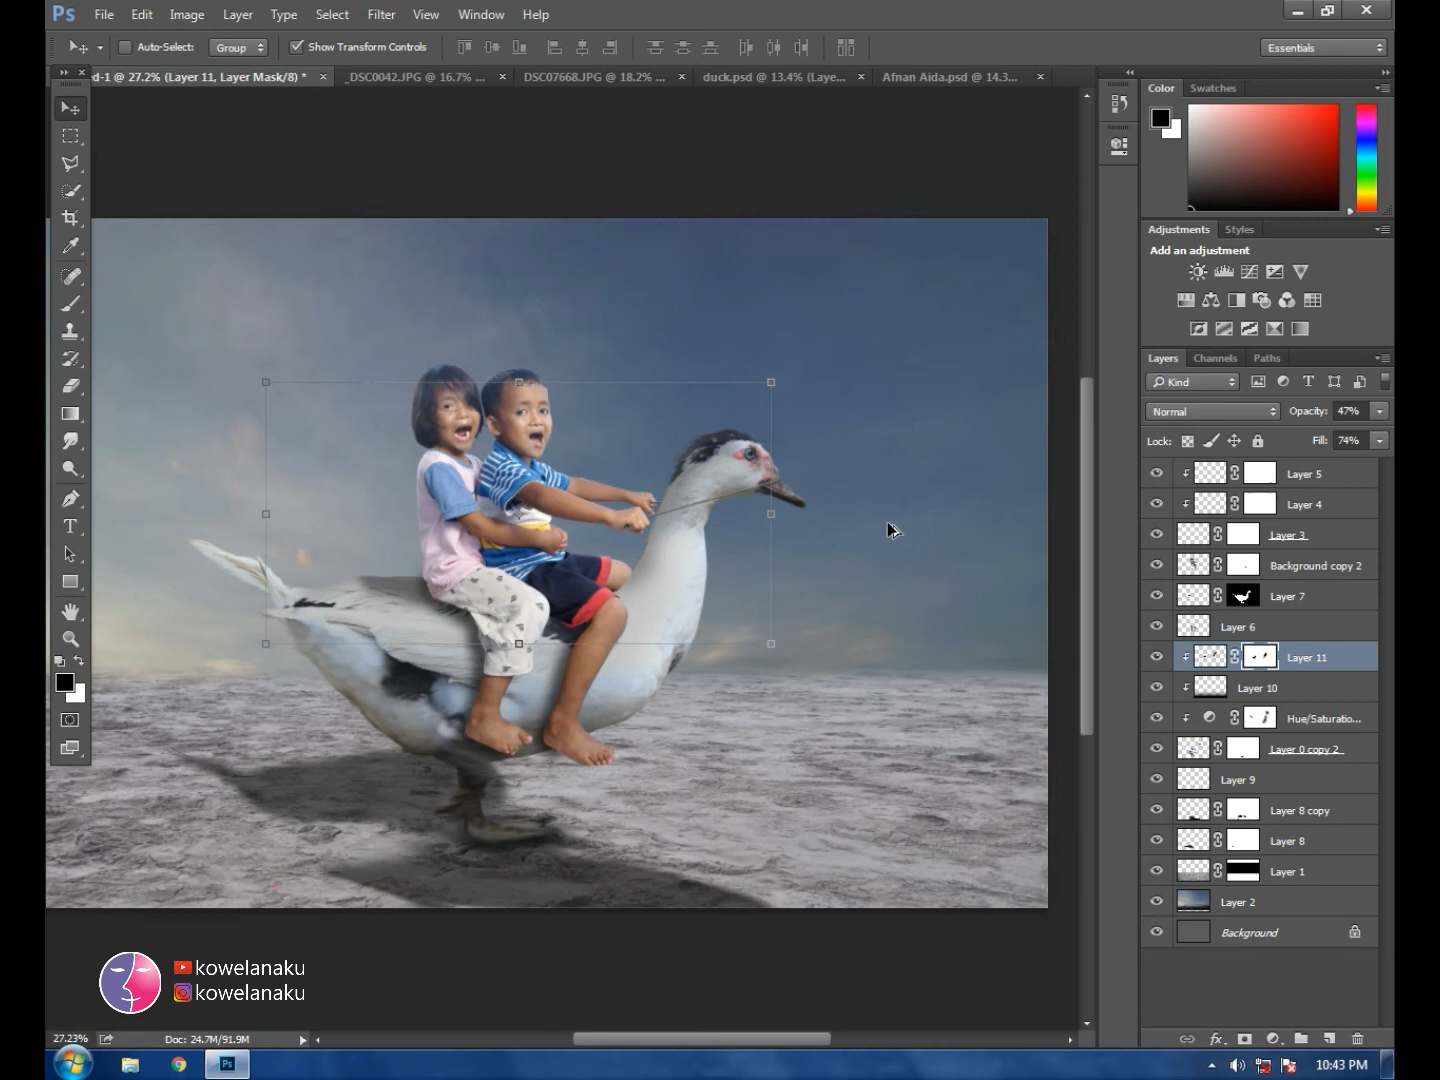 Ps File Edit Image Layer Type Select Filter View Window Help
Auto-Select: Group Show Transform Controls Essentials
ed-1 @ 27.2% (Layer 11, Layer Mask/8) * × _DSC0042.JPG @ 16.7% ... × DSC07668.JPG @ 18.2% ... × duck.psd @ 13.4% (Laye... × Afnan Aida.psd @ 14.3... ×
Color Swatches
Adjustments Styles
Add an adjustment
Layers Channels Paths
Kind
Normal Opacity: 47%
Lock: Fill: 74%
Layer 5
Layer 4
Layer 3
Background copy 2
Layer 7
Layer 6
Layer 11
Layer 10
Hue/Saturatio...
Layer 0 copy 2
Layer 9
Layer 8 copy
Layer 8
Layer 1
Layer 2
Background
kowelanaku
kowelanaku
27.23% Doc: 24.7M/91.9M
Ps 10:43 PM